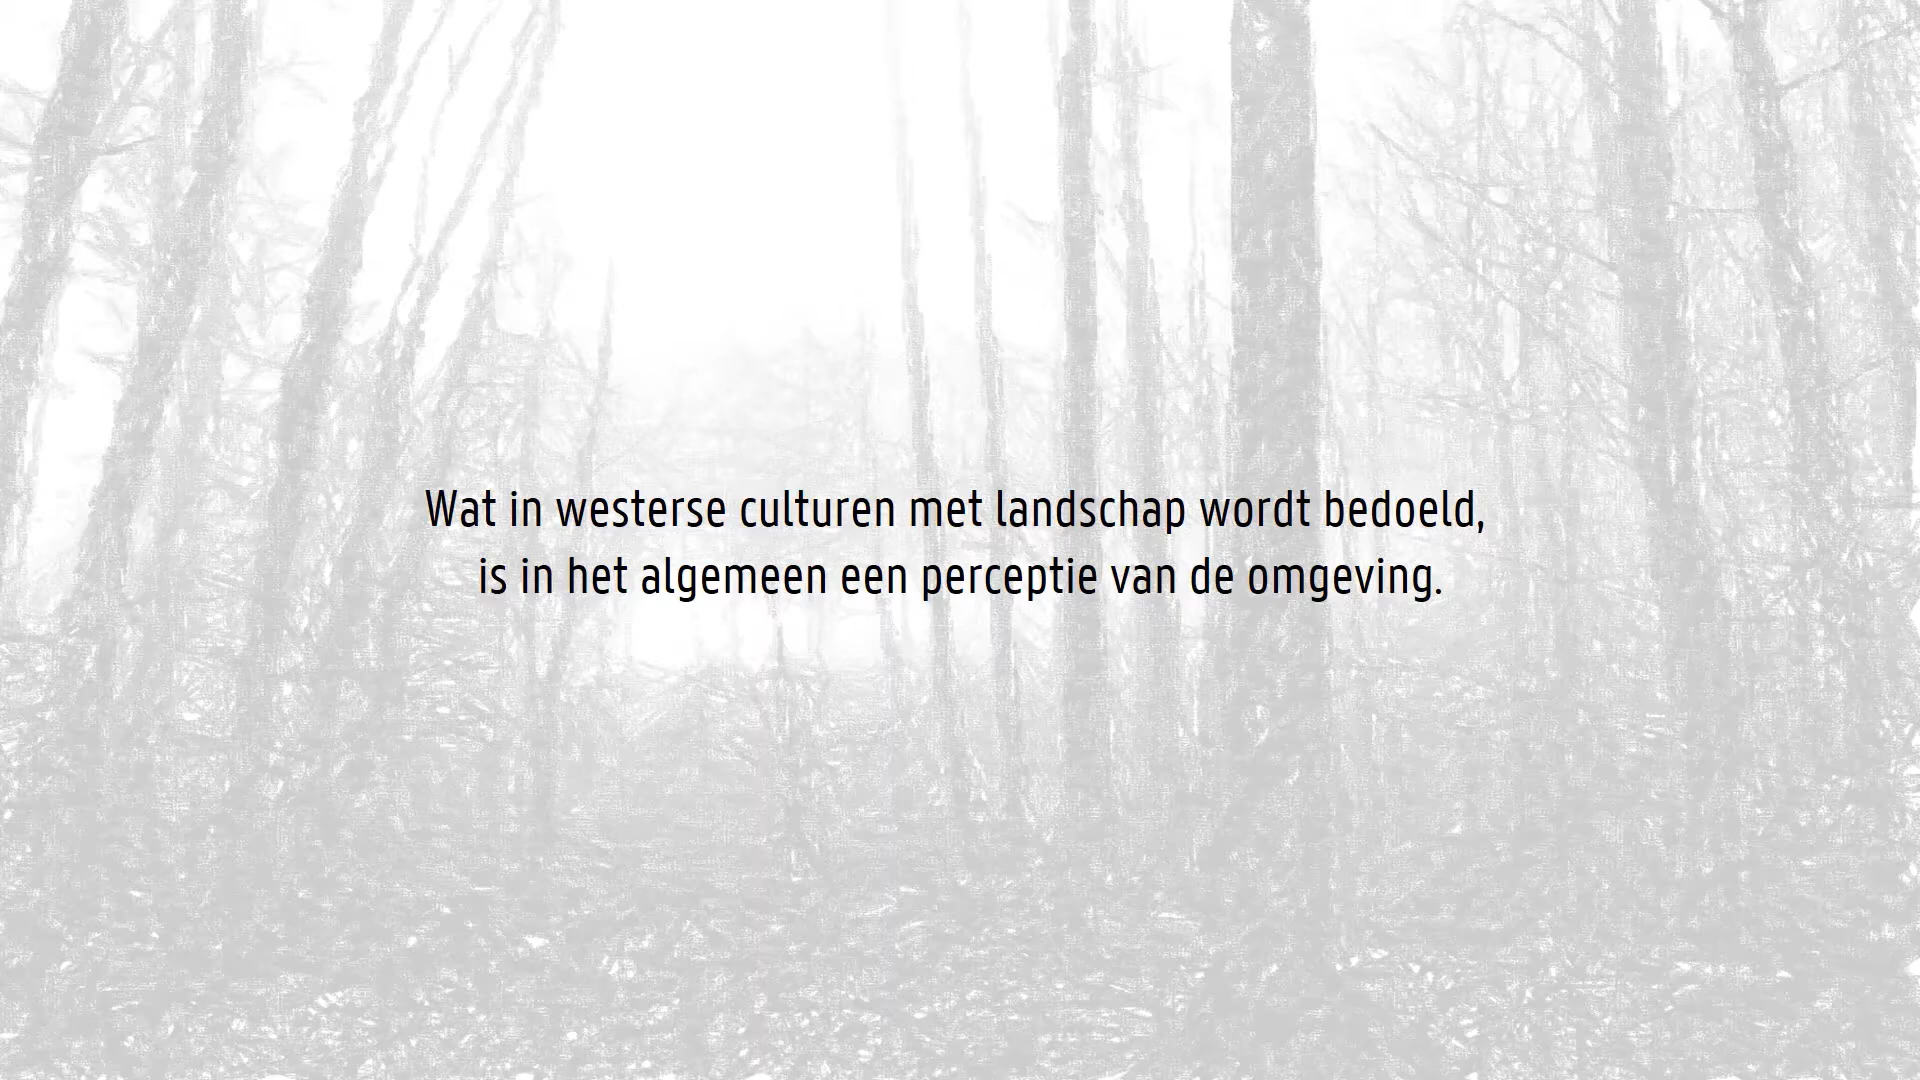 Wat in westerse culturen met landschap wordt bedoeld,
is in het algemeen een perceptie van de omgeving.